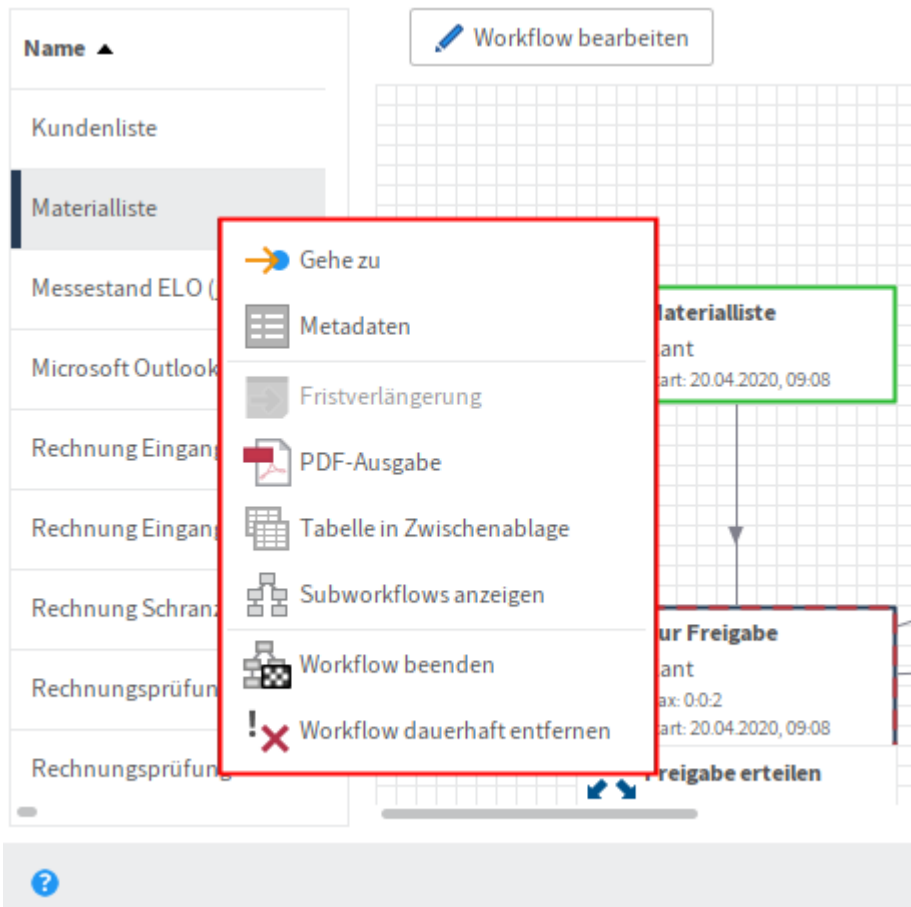 Name
Workflow bearbeiten
Kundenliste
Materialliste
Messestand ELO (
Microsoft Outlook
Rechnung Eingang
Rechnung Eingang
Rechnung Schranz
Rechnungsprüfun
Rechnungsprüfung
Gehe zu
Metadaten
Fristverlängerung
PDF-Ausgabe
Tabelle in Zwischenablage
Subworkflows anzeigen
Workflow beenden
Workflow dauerhaft entfernen
aterialliste
ant
art: 20.04.2020, 09:08
ur Freigabe
ant
ax: 0:0:2
art: 20.04.2020, 09:08
Freigabe erteilen